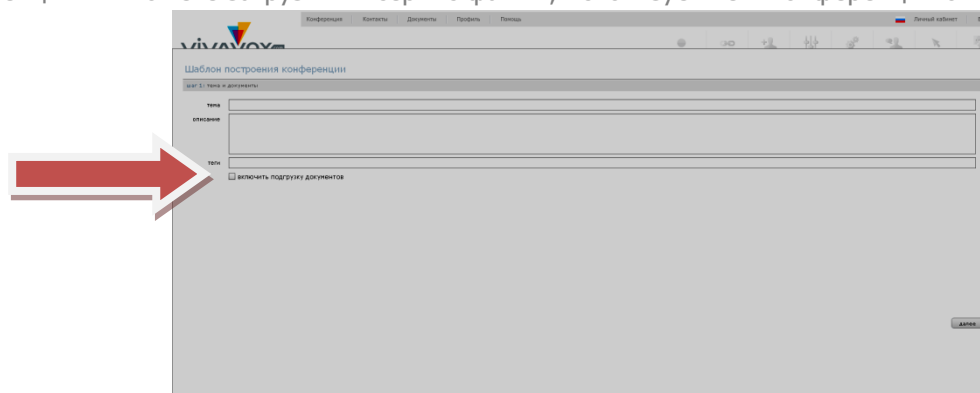 Конференции Контакты Документы Профиль Помощь Личный кабинет
vivavox
Шаблон построения конференции
шаг 1: тема и документы
тема
описание
теги
включить подгрузку документов
далее